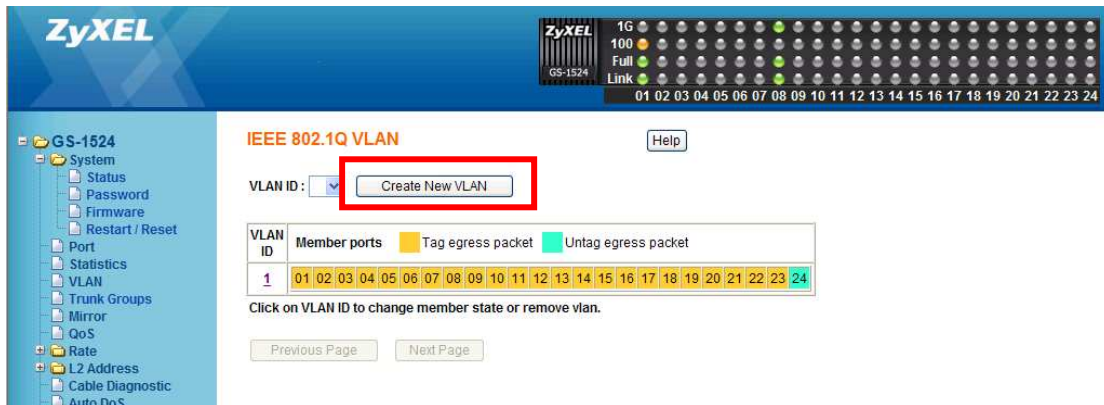 ZyXEL
ZyXEL
GS-1524
1G
100
Full
Link
01 02 03 04 05 06 07 08 09 10 11 12 13 14 15 16 17 18 19 20 21 22 23 24
GS-1524
System
Status
Password
Firmware
Restart / Reset
Port
Statistics
VLAN
Trunk Groups
Mirror
QoS
Rate
L2 Address
Cable Diagnostic
Auto DoS
IEEE 802.1Q VLAN
Help
VLAN ID : Create New VLAN
VLAN ID Member ports Tag egress packet Untag egress packet
1 01 02 03 04 05 06 07 08 09 10 11 12 13 14 15 16 17 18 19 20 21 22 23 24
Click on VLAN ID to change member state or remove vlan.
Previous Page Next Page